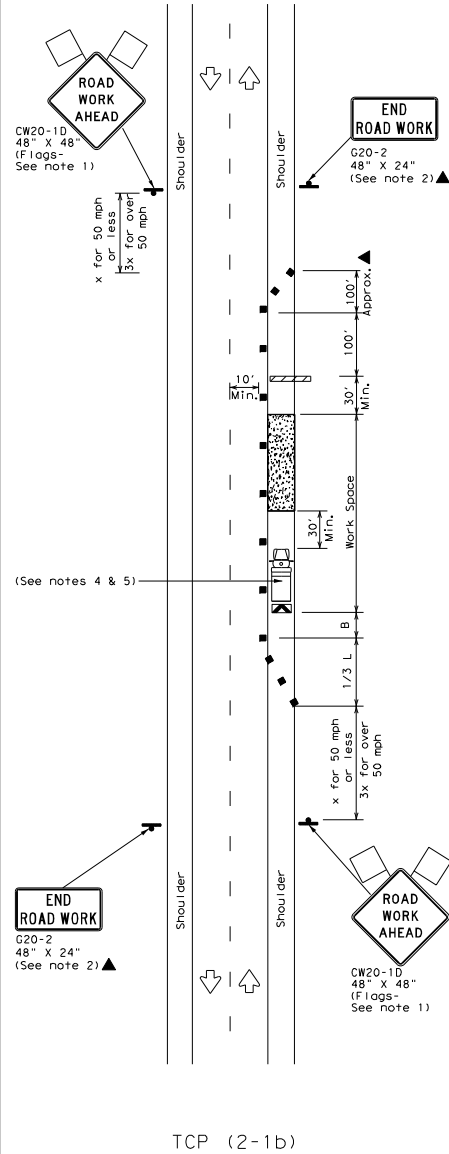 ROAD
WORK
AHEAD
CW20-1D
48" X 48"
(Flags-
See note 1)
Shoulder
Shoulder
END
ROAD WORK
G20-2
48" X 24"
(See note 2)
x for 50 mph
or less
3x for over
50 mph
100'
Approx.
100'
10'
Min.
30'
Min.
Work Space
30'
Min.
(See notes 4 & 5)
B
1/3 L
x for 50 mph
or less
3x for over
50 mph
END
ROAD WORK
G20-2
48" X 24"
(See note 2)
Shoulder
Shoulder
ROAD
WORK
AHEAD
CW20-1D
48" X 48"
(Flags-
See note 1)
TCP (2-1b)